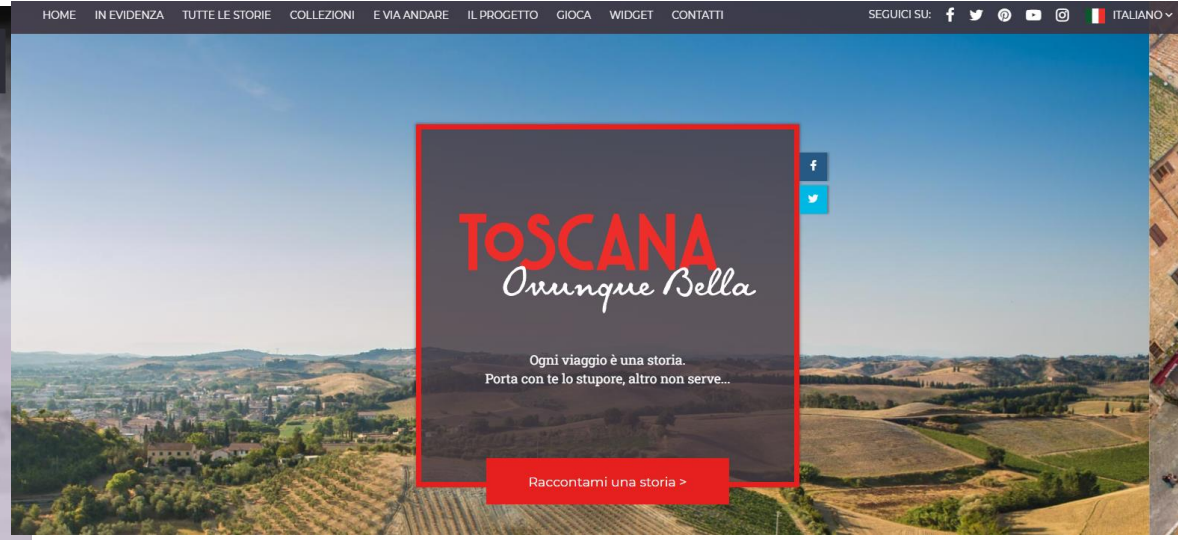 HOME IN EVIDENZA TUTTE LE STORIE COLLEZIONI E VIA ANDARE IL PROGETTO GIOCA WIDGET CONTATTI SEGUICI SU: ITALIANO
ToSCANA
Ovunque Bella
Ogni viaggio è una storia.
Porta con te lo stupore, altro non serve...
Raccontami una storia >